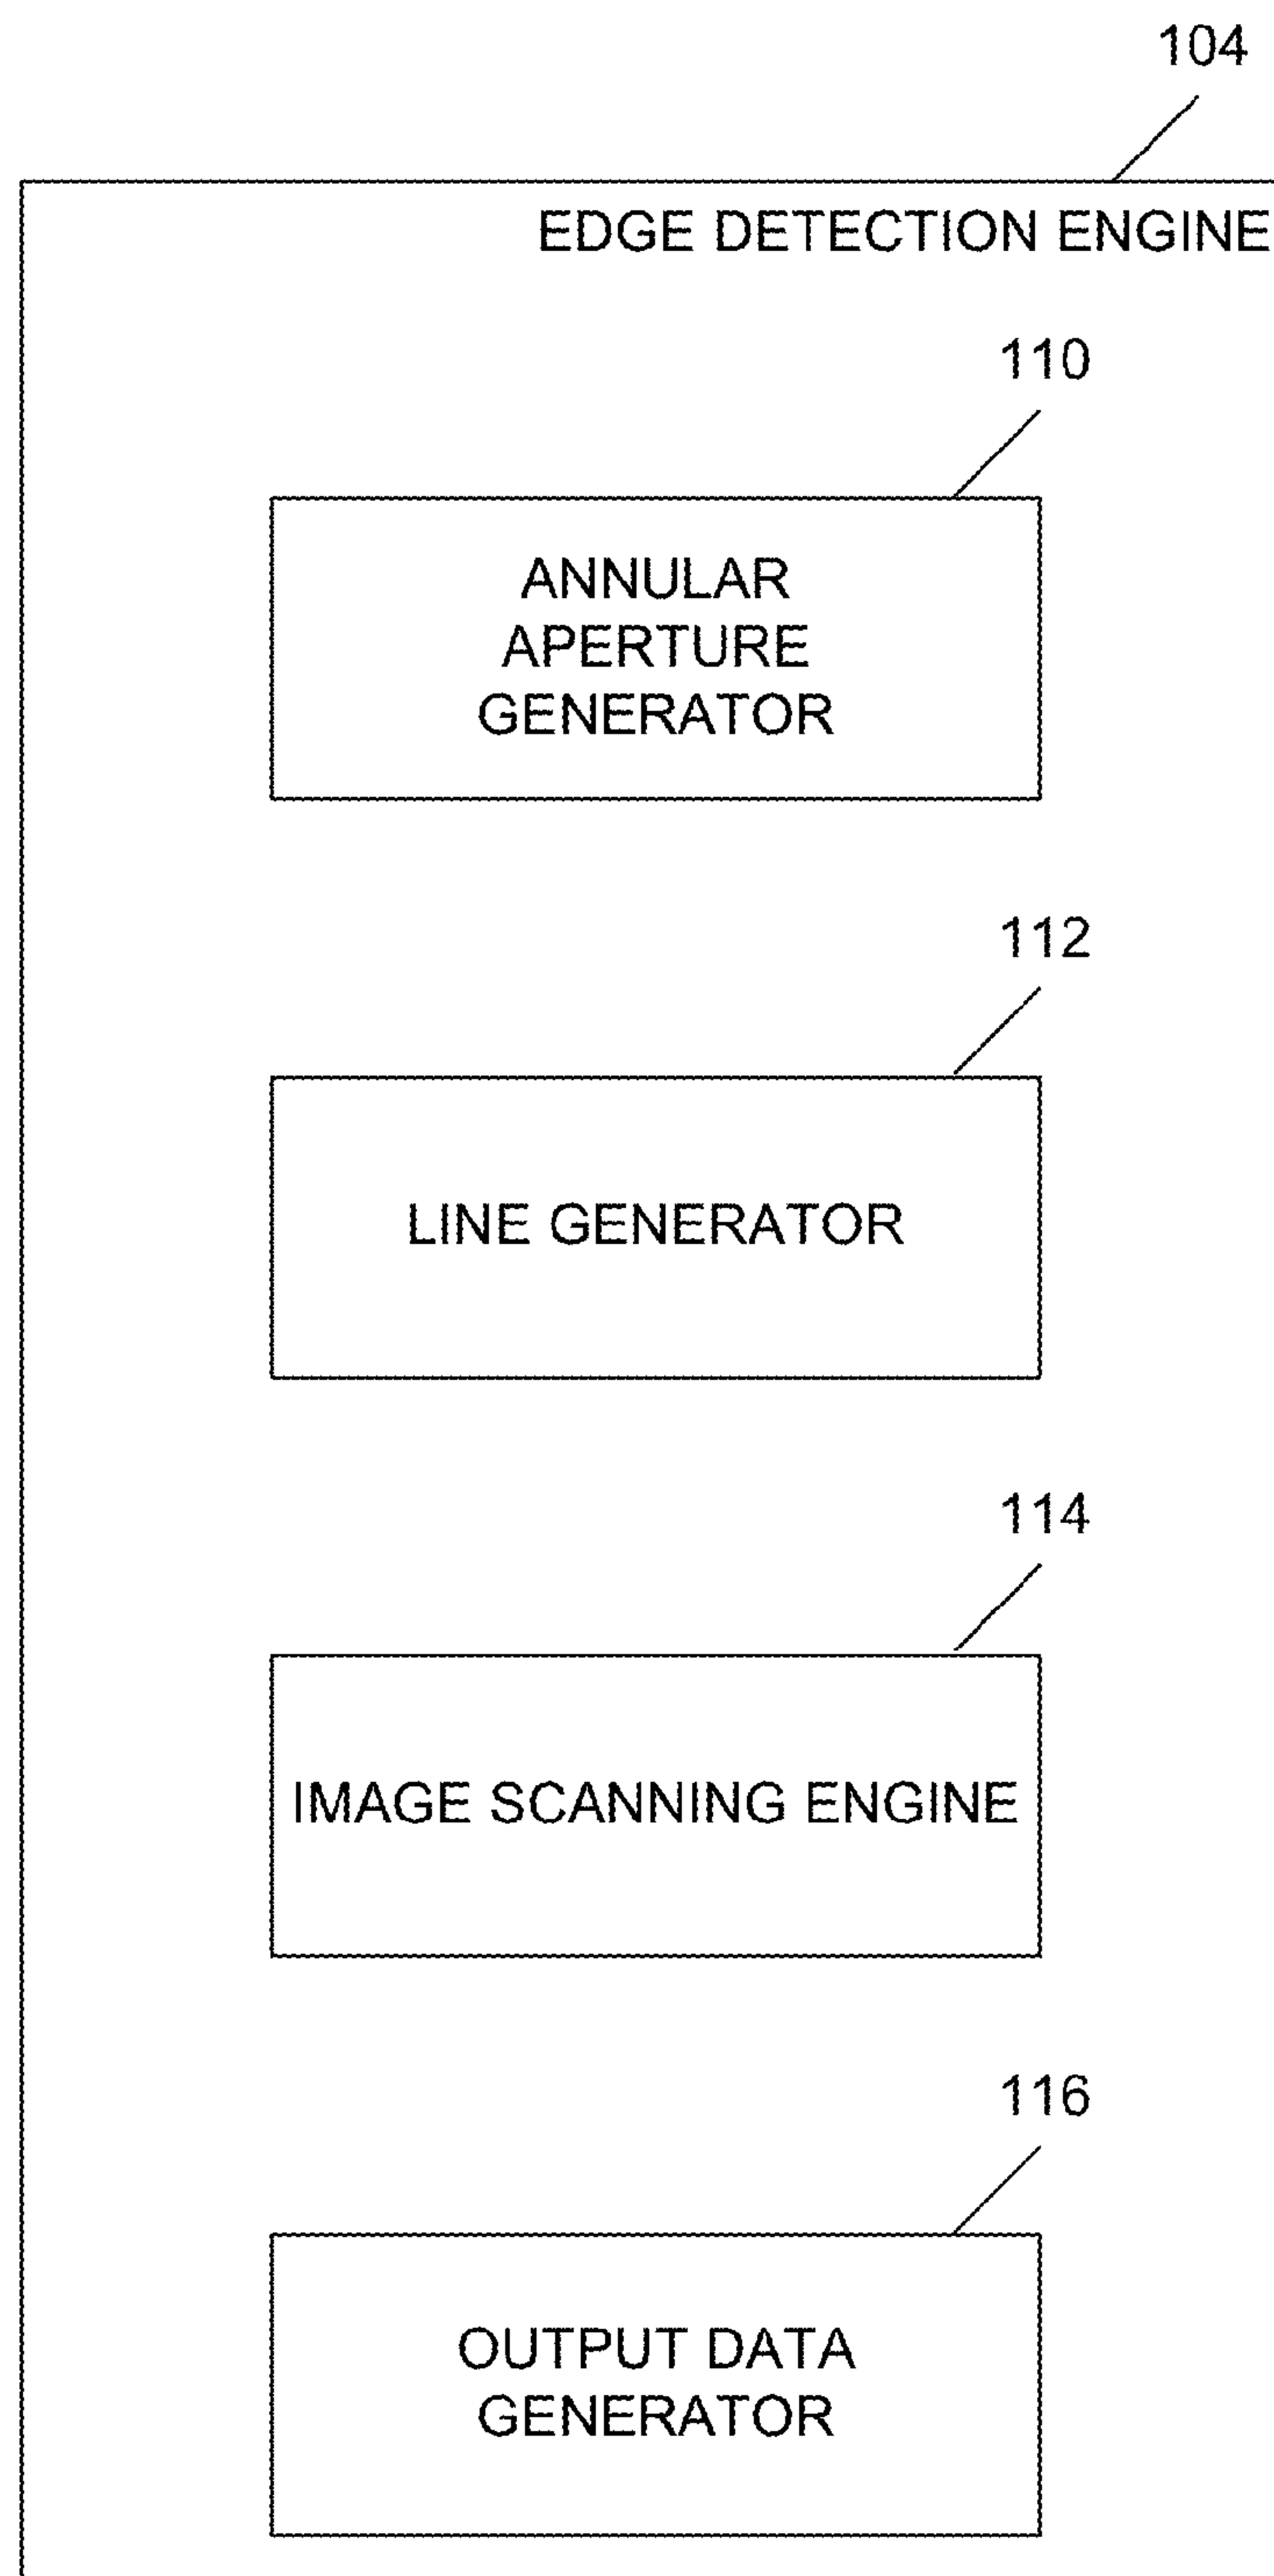 104
EDGE DETECTION ENGINE
110
ANNULAR
APERTURE
GENERATOR
112
LINE GENERATOR
114
IMAGE SCANNING ENGINE
116
OUTPUT DATA
GENERATOR